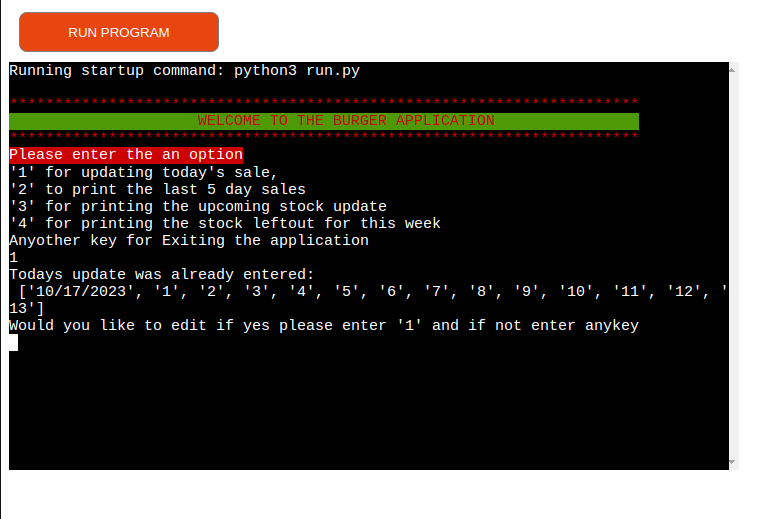 RUN PROGRAM
Running startup command: python3 run.py
**********************************************************************
WELCOME TO THE BURGER APPLICATION
**********************************************************************
Please enter the an option
'1' for updating today's sale,
'2' to print the last 5 day sales
'3' for printing the upcoming stock update
'4' for printing the stock leftout for this week
Anyother key for Exiting the application
1
Todays update was already entered:
['10/17/2023', '1', '2', '3', '4', '5', '6', '7', '8', '9', '10', '11', '12', '
13']
Would you like to edit if yes please enter '1' and if not enter anykey